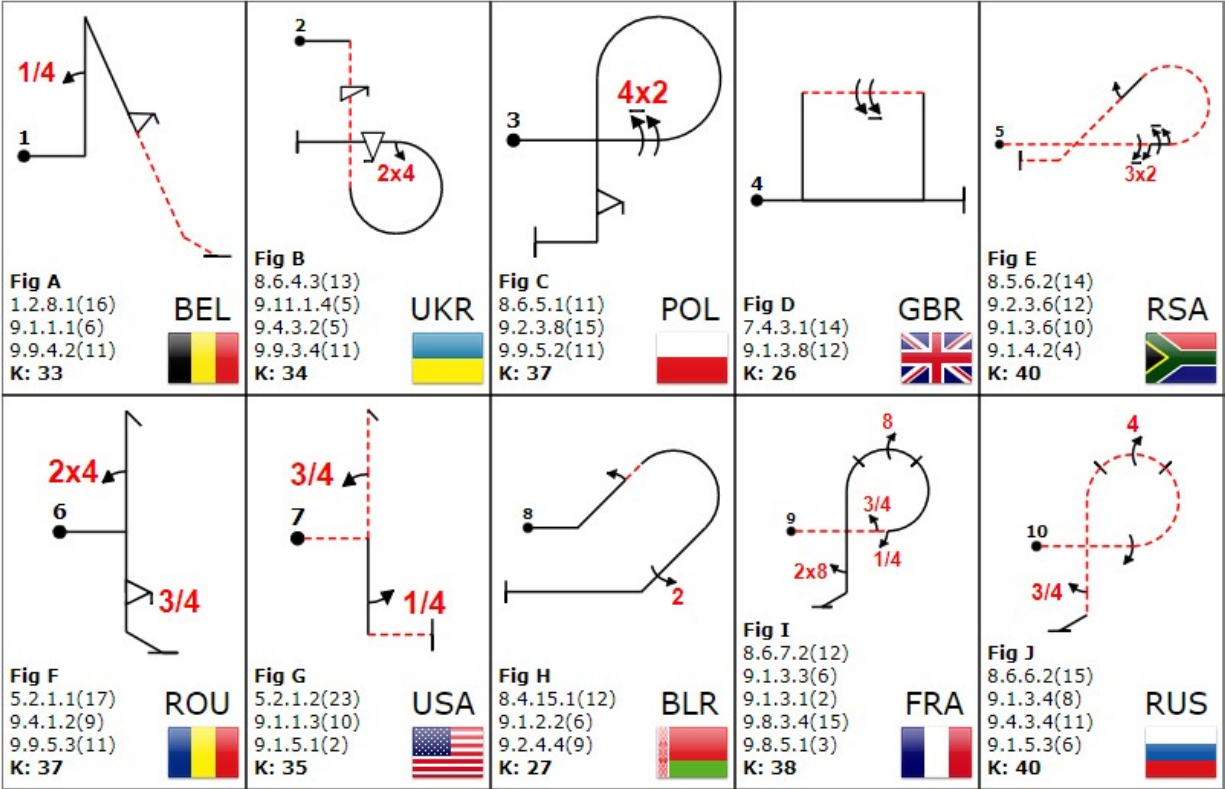 1/4
1
Fig A
1.2.8.1(16)
9.1.1.1(6)
9.9.4.2(11)
K: 33
BEL
2
2x4
Fig B
8.6.4.3(13)
9.11.1.4(5)
9.4.3.2(5)
9.9.3.4(11)
K: 34
UKR
3
4x2
Fig C
8.6.5.1(11)
9.2.3.8(15)
9.9.5.2(11)
K: 37
POL
4
Fig D
7.4.3.1(14)
9.1.3.8(12)
K: 26
GBR
5
3x2
Fig E
8.5.6.2(14)
9.2.3.6(12)
9.1.3.6(10)
9.1.4.2(4)
K: 40
RSA
2x4
6
3/4
Fig F
5.2.1.1(17)
9.4.1.2(9)
9.9.5.3(11)
K: 37
ROU
3/4
7
1/4
Fig G
5.2.1.2(23)
9.1.1.3(10)
9.1.5.1(2)
K: 35
USA
8
2
Fig H
8.4.15.1(12)
9.1.2.2(6)
9.2.4.4(9)
K: 27
BLR
8
9
3/4
1/4
2x8
Fig I
8.6.7.2(12)
9.1.3.3(6)
9.1.3.1(2)
9.8.3.4(15)
9.8.5.1(3)
K: 38
FRA
4
10
3/4
Fig J
8.6.6.2(15)
9.1.3.4(8)
9.4.3.4(11)
9.1.5.3(6)
K: 40
RUS